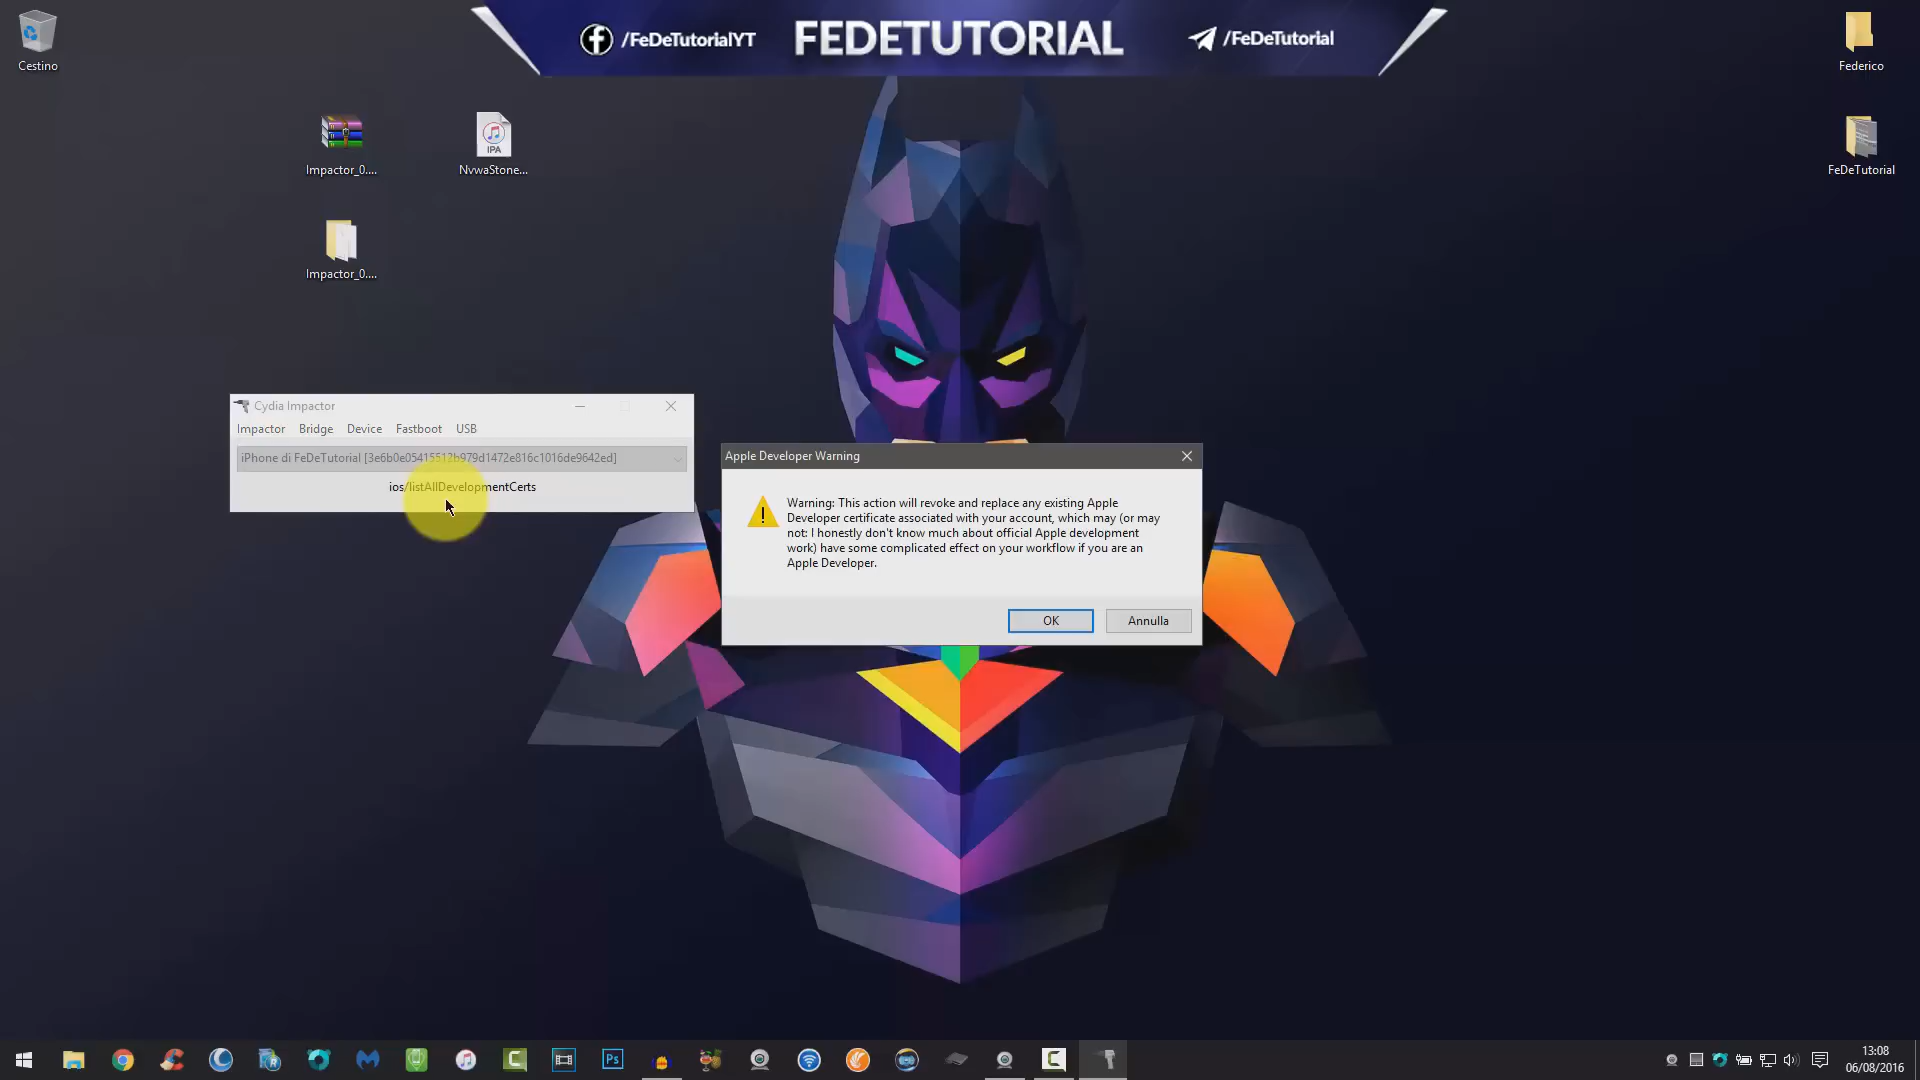 /FeDeTutorialYT
FEDETUTORIAL
/FeDeTutorial
Cestino
Federico
Impactor_0....
IPA
NvwaStone...
FeDeTutorial
Impactor_0....
Cydia Impactor
Impactor Bridge Device Fastboot USB
iPhone di FeDeTutorial [3e6b0e05415512b979d1472e816c1016de9642ed]
ios/listAllDevelopmentCerts
Apple Developer Warning
Warning: This action will revoke and replace any existing Apple
Developer certificate associated with your account, which may (or may
not: I honestly don't know much about official Apple development
work) have some complicated effect on your workflow if you are an
Apple Developer.
OK
Annulla
Ps
13:08
06/08/2016